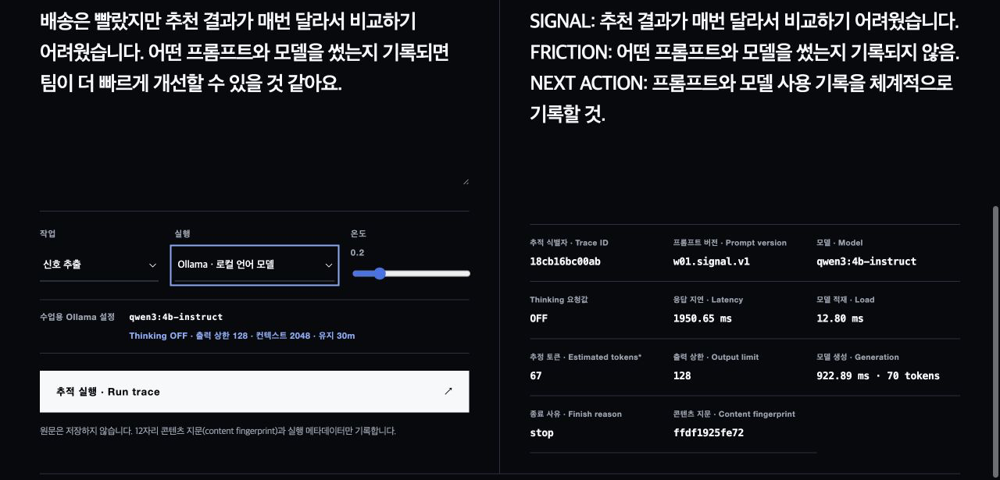 배송은 빨랐지만 추천 결과가 매번 달라서 비교하기
어려웠습니다. 어떤 프롬프트와 모델을 썼는지 기록되면
팀이 더 빠르게 개선할 수 있을 것 같아요.
작업
실행
온도
신호 추출
Ollama · 로컬 언어 모델
0.2
수업용 Ollama 설정
qwen3:4b-instruct
Thinking OFF · 출력 상한 128 · 컨텍스트 2048 · 유지 30m
추적 실행 · Run trace ↗
원문은 저장하지 않습니다. 12자리 콘텐츠 지문(content fingerprint)과 실행 메타데이터만 기록합니다.
SIGNAL: 추천 결과가 매번 달라서 비교하기 어려웠습니다.
FRICTION: 어떤 프롬프트와 모델을 썼는지 기록되지 않음.
NEXT ACTION: 프롬프트와 모델 사용 기록을 체계적으로
기록할 것.
추적 식별자 · Trace ID
18cb16bc00ab
프롬프트 버전 · Prompt version
w01.signal.v1
모델 · Model
qwen3:4b-instruct
Thinking 요청값
OFF
응답 지연 · Latency
1950.65 ms
모델 적재 · Load
12.80 ms
추정 토큰 · Estimated tokens*
67
출력 상한 · Output limit
128
모델 생성 · Generation
922.89 ms · 70 tokens
종료 사유 · Finish reason
stop
콘텐츠 지문 · Content fingerprint
ffdf1925fe72